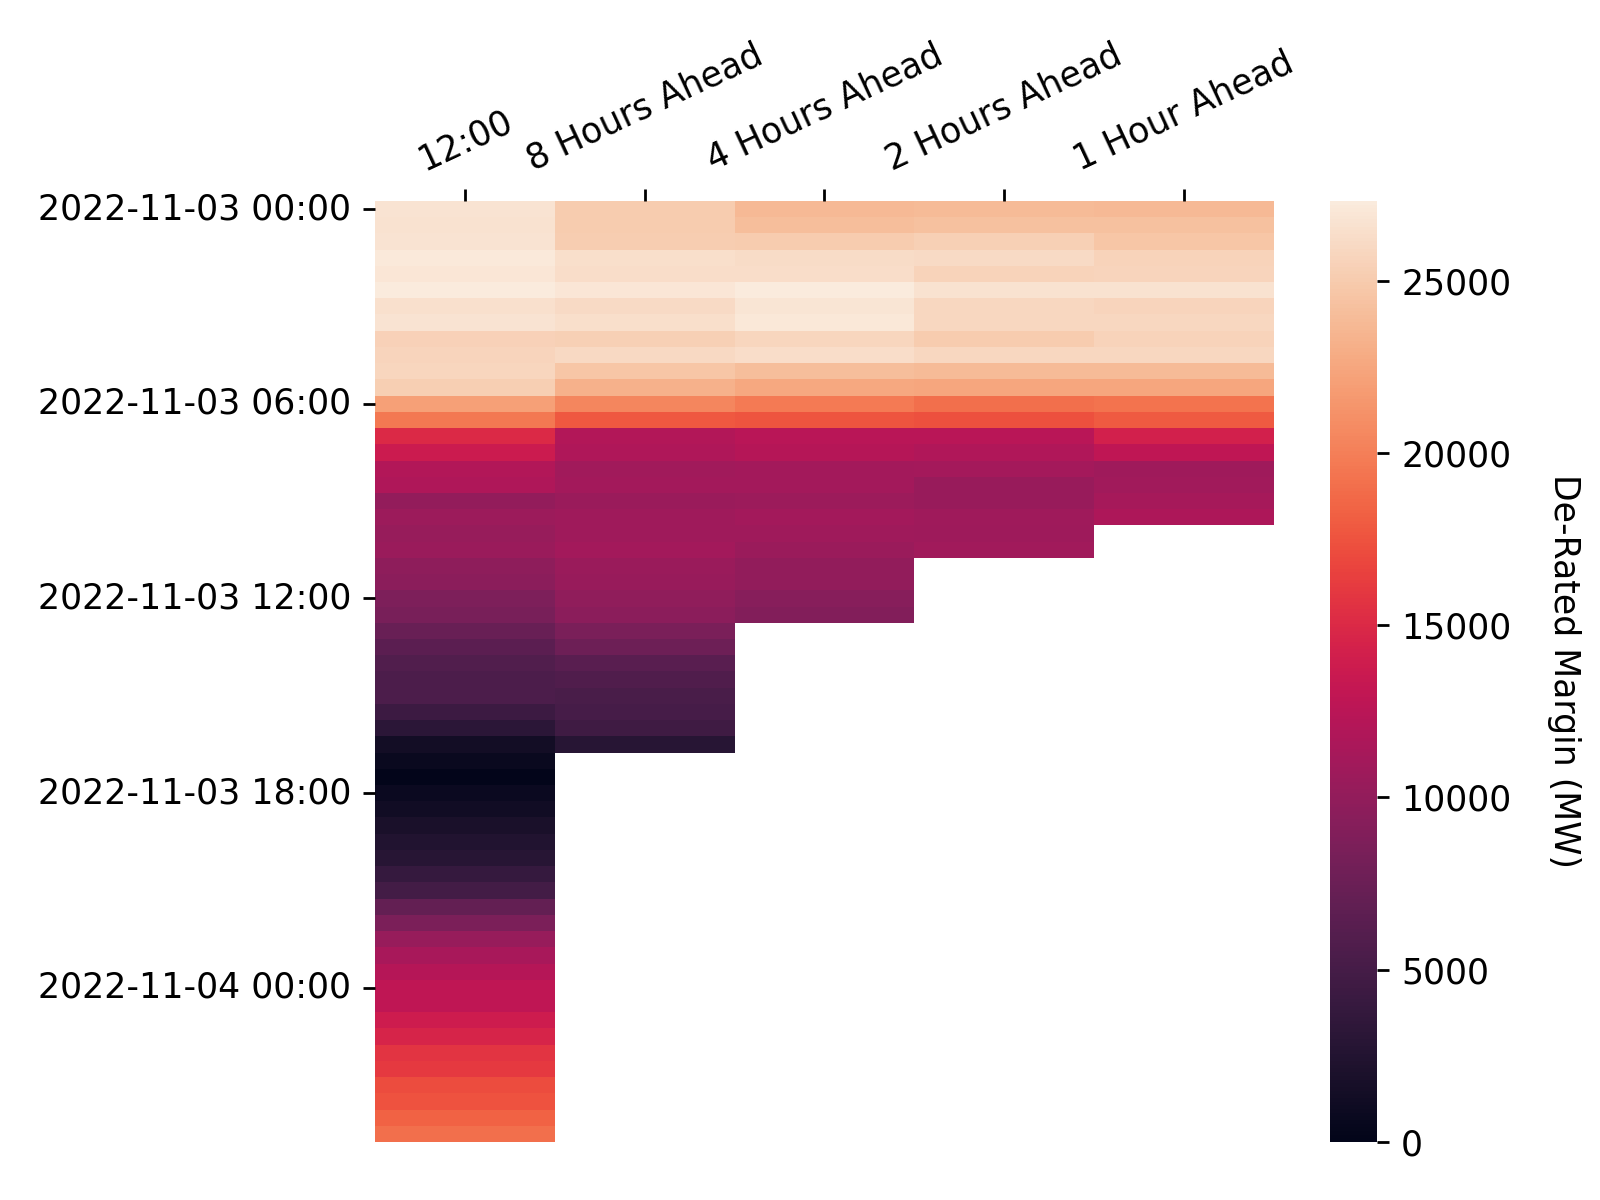 12:00
8 Hours Ahead
4 Hours Ahead
2 Hours Ahead
1 Hour Ahead
2022-11-03 00:00
2022-11-03 06:00
2022-11-03 12:00
2022-11-03 18:00
2022-11-04 00:00
25000
20000
15000
10000
5000
0
De-Rated Margin (MW)